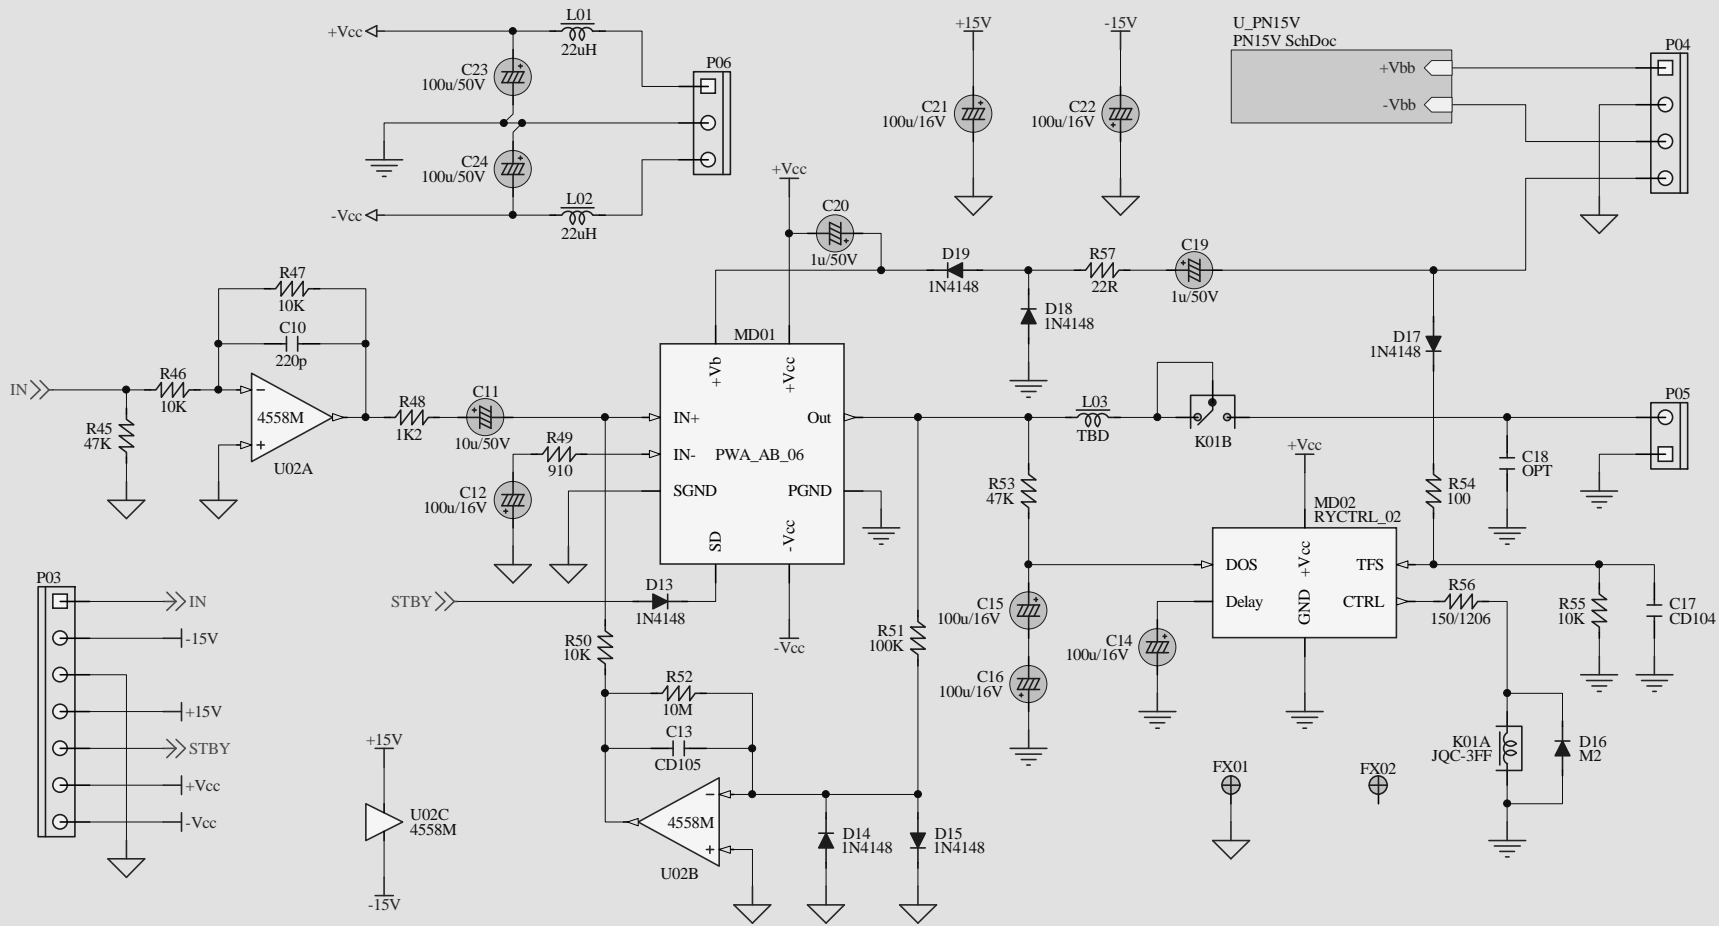 +Vcc
L01
22uH
C23
100u/50V
P06
C24
100u/50V
-Vcc
L02
22uH
+15V
C21
100u/16V
-15V
C22
100u/16V
U_PN15V
PN15V SchDoc
+Vbb
-Vbb
P04
+Vcc
C20
1u/50V
D19
1N4148
R57
22R
C19
1u/50V
D18
1N4148
D17
1N4148
R47
10K
C10
220p
IN
R46
10K
R45
47K
4558M
U02A
R48
1K2
C11
10u/50V
R49
910
C12
100u/16V
MD01
+Vb
+Vcc
IN+
Out
IN-
PWA_AB_06
SGND
PGND
SD
-Vcc
-Vcc
L03
TBD
K01B
P05
C18
OPT
+Vcc
R53
47K
R54
100
MD02
RYCTRL_02
DOS
+Vcc
TFS
Delay
GND
CTRL
R56
150/1206
R55
10K
C17
CD104
C15
100u/16V
C16
100u/16V
C14
100u/16V
STBY
D13
1N4148
R50
10K
R51
100K
R52
10M
C13
CD105
4558M
U02B
D14
1N4148
D15
1N4148
P03
IN
-15V
+15V
STBY
+Vcc
-Vcc
+15V
U02C
4558M
-15V
FX01
FX02
K01A
JQC-3FF
D16
M2